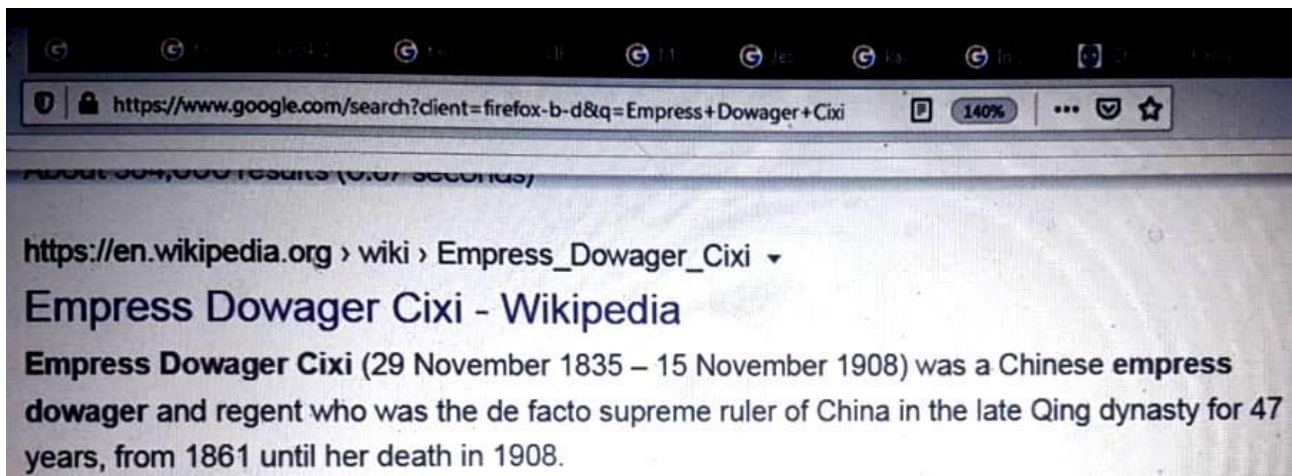 https://www.google.com/search?client=firefox-b-d&q=Empress+Dowager+Cixi 140%
https://en.wikipedia.org › wiki › Empress_Dowager_Cixi
Empress Dowager Cixi - Wikipedia
Empress Dowager Cixi (29 November 1835 – 15 November 1908) was a Chinese empress
dowager and regent who was the de facto supreme ruler of China in the late Qing dynasty for 47
years, from 1861 until her death in 1908.